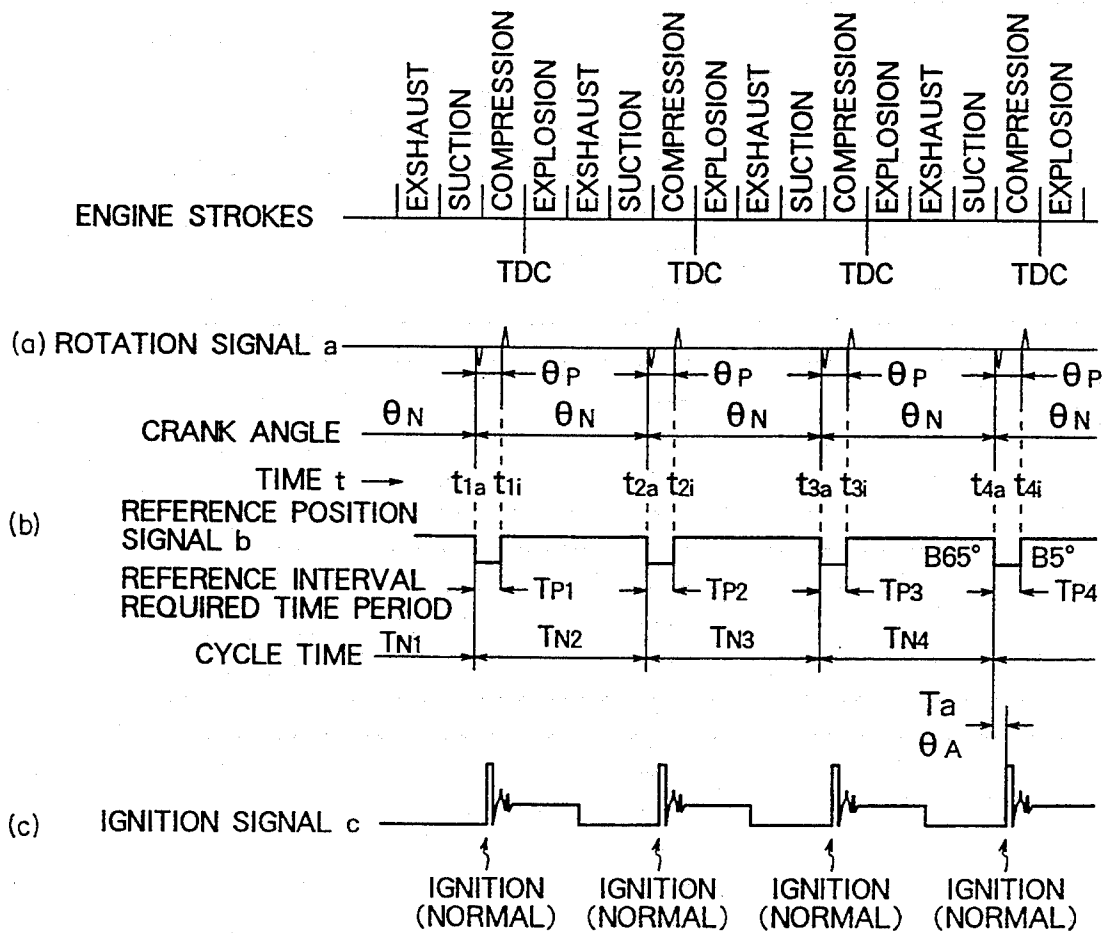 EXSHAUST
SUCTION
COMPRESSION
EXPLOSION
EXSHAUST
SUCTION
COMPRESSION
EXPLOSION
EXSHAUST
SUCTION
COMPRESSION
EXPLOSION
EXHAUST
SUCTION
COMPRESSION
EXPLOSION
ENGINE STROKES
TDC TDC TDC TDC
(a) ROTATION SIGNAL a
θP θP θP θP
CRANK ANGLE θN θN θN θN θN
TIME t → t1a t1i t2a t2i t3a t3i t4a t4i
(b) REFERENCE POSITION
SIGNAL b B65° B5°
REFERENCE INTERVAL
REQUIRED TIME PERIOD TP1 TP2 TP3 TP4
CYCLE TIME TN1 TN2 TN3 TN4
Ta
θA
(c) IGNITION SIGNAL c
IGNITION IGNITION IGNITION IGNITION
(NORMAL) (NORMAL) (NORMAL) (NORMAL)